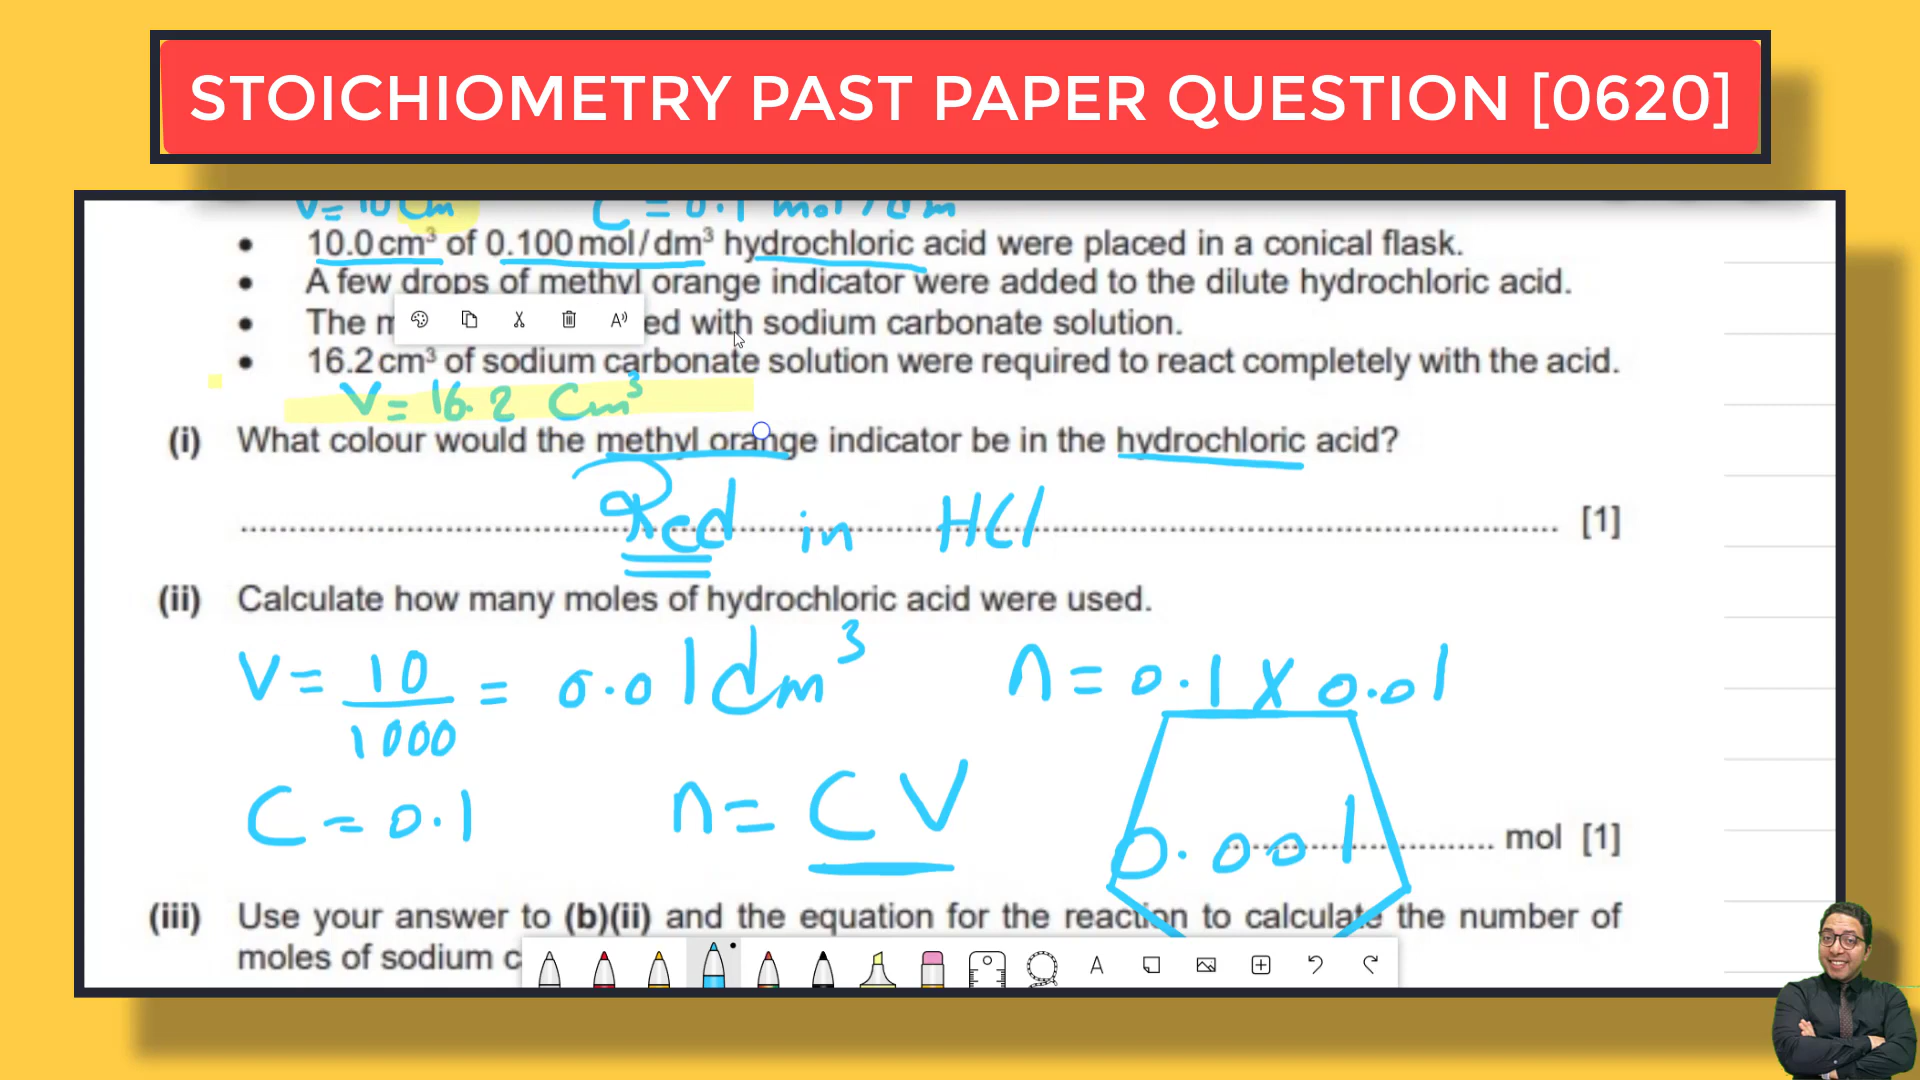 STOICHIOMETRY PAST PAPER QUESTION [0620]
V= 10 cm C = 0.1 mol / dm
• 10.0 cm³ of 0.100 mol/dm³ hydrochloric acid were placed in a conical flask.
• A few drops of methyl orange indicator were added to the dilute hydrochloric acid.
• The ed with sodium carbonate solution.
• 16.2 cm³ of sodium carbonate solution were required to react completely with the acid.
V= 16.2 Cm³
(i) What colour would the methyl orange indicator be in the hydrochloric acid?
Red in HCl
[1]
(ii) Calculate how many moles of hydrochloric acid were used.
V= 10/1000 = 0.01dm³ n= 0.1 X 0.01
C = 0.1 n= C V
0.001 mol [1]
(iii) Use your answer to (b)(ii) and the equation for the reaction to calculate the number of
moles of sodium c